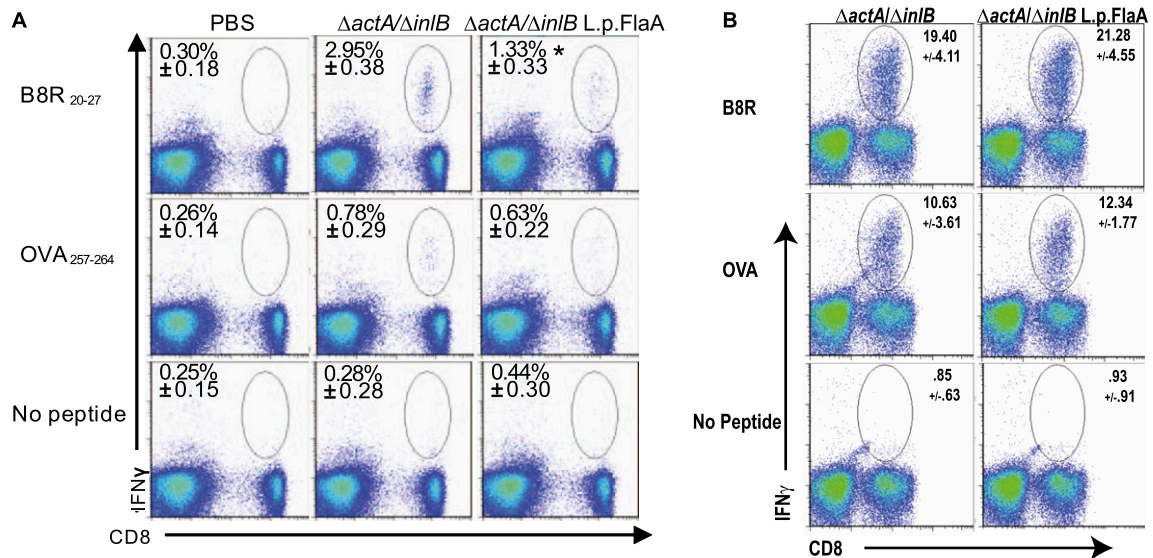 A
PBS
ΔactA/ΔinlB
ΔactA/ΔinlB L.p.FlaA
B8R 20-27
0.30%
±0.18
2.95%
±0.38
1.33% *
±0.33
OVA 257-264
0.26%
±0.14
0.78%
±0.29
0.63%
±0.22
No peptide
0.25%
±0.15
0.28%
±0.28
0.44%
±0.30
IFNγ
CD8
B
ΔactA/ΔinlB
ΔactA/ΔinlB L.p.FlaA
B8R
19.40
+/-4.11
21.28
+/-4.55
OVA
10.63
+/-3.61
12.34
+/-1.77
No Peptide
.85
+/-.63
.93
+/-.91
IFNγ
CD8